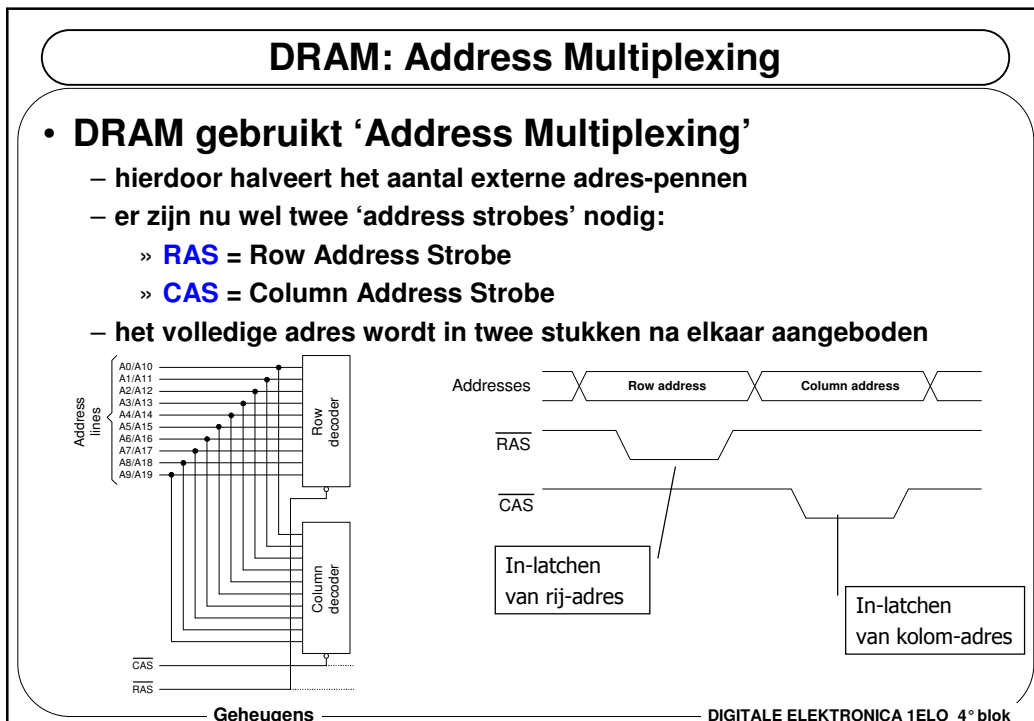 DRAM: Address Multiplexing
• DRAM gebruikt ‘Address Multiplexing’
– hierdoor halveert het aantal externe adres-pennen
– er zijn nu wel twee ‘address strobes’ nodig:
» RAS = Row Address Strobe
» CAS = Column Address Strobe
– het volledige adres wordt in twee stukken na elkaar aangeboden
Address
lines
A0/A10
A1/A11
A2/A12
A3/A13
A4/A14
A5/A15
A6/A16
A7/A17
A8/A18
A9/A19
Row
decoder
Column
decoder
CAS
RAS
Addresses
Row address
Column address
RAS
CAS
In-latchen
van rij-adres
In-latchen
van kolom-adres
Geheugens
DIGITALE ELEKTRONICA 1ELO 4° blok